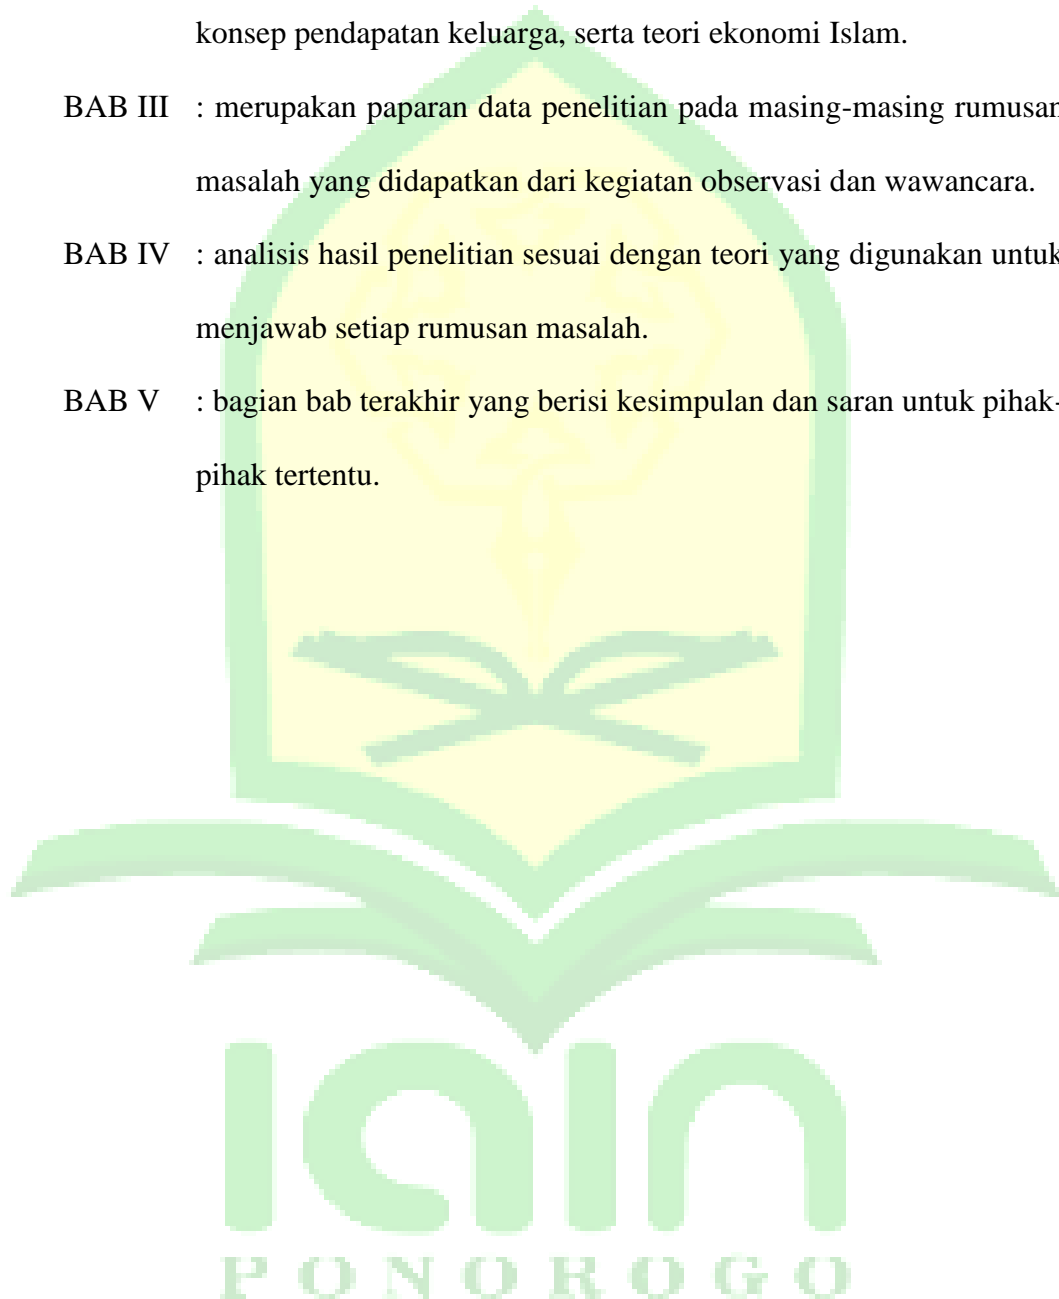 konsep pendapatan keluarga, serta teori ekonomi Islam.
BAB III : merupakan paparan data penelitian pada masing-masing rumusan
masalah yang didapatkan dari kegiatan observasi dan wawancara.
BAB IV : analisis hasil penelitian sesuai dengan teori yang digunakan untuk
menjawab setiap rumusan masalah.
BAB V : bagian bab terakhir yang berisi kesimpulan dan saran untuk pihak-
pihak tertentu.
iain
PONOROGO